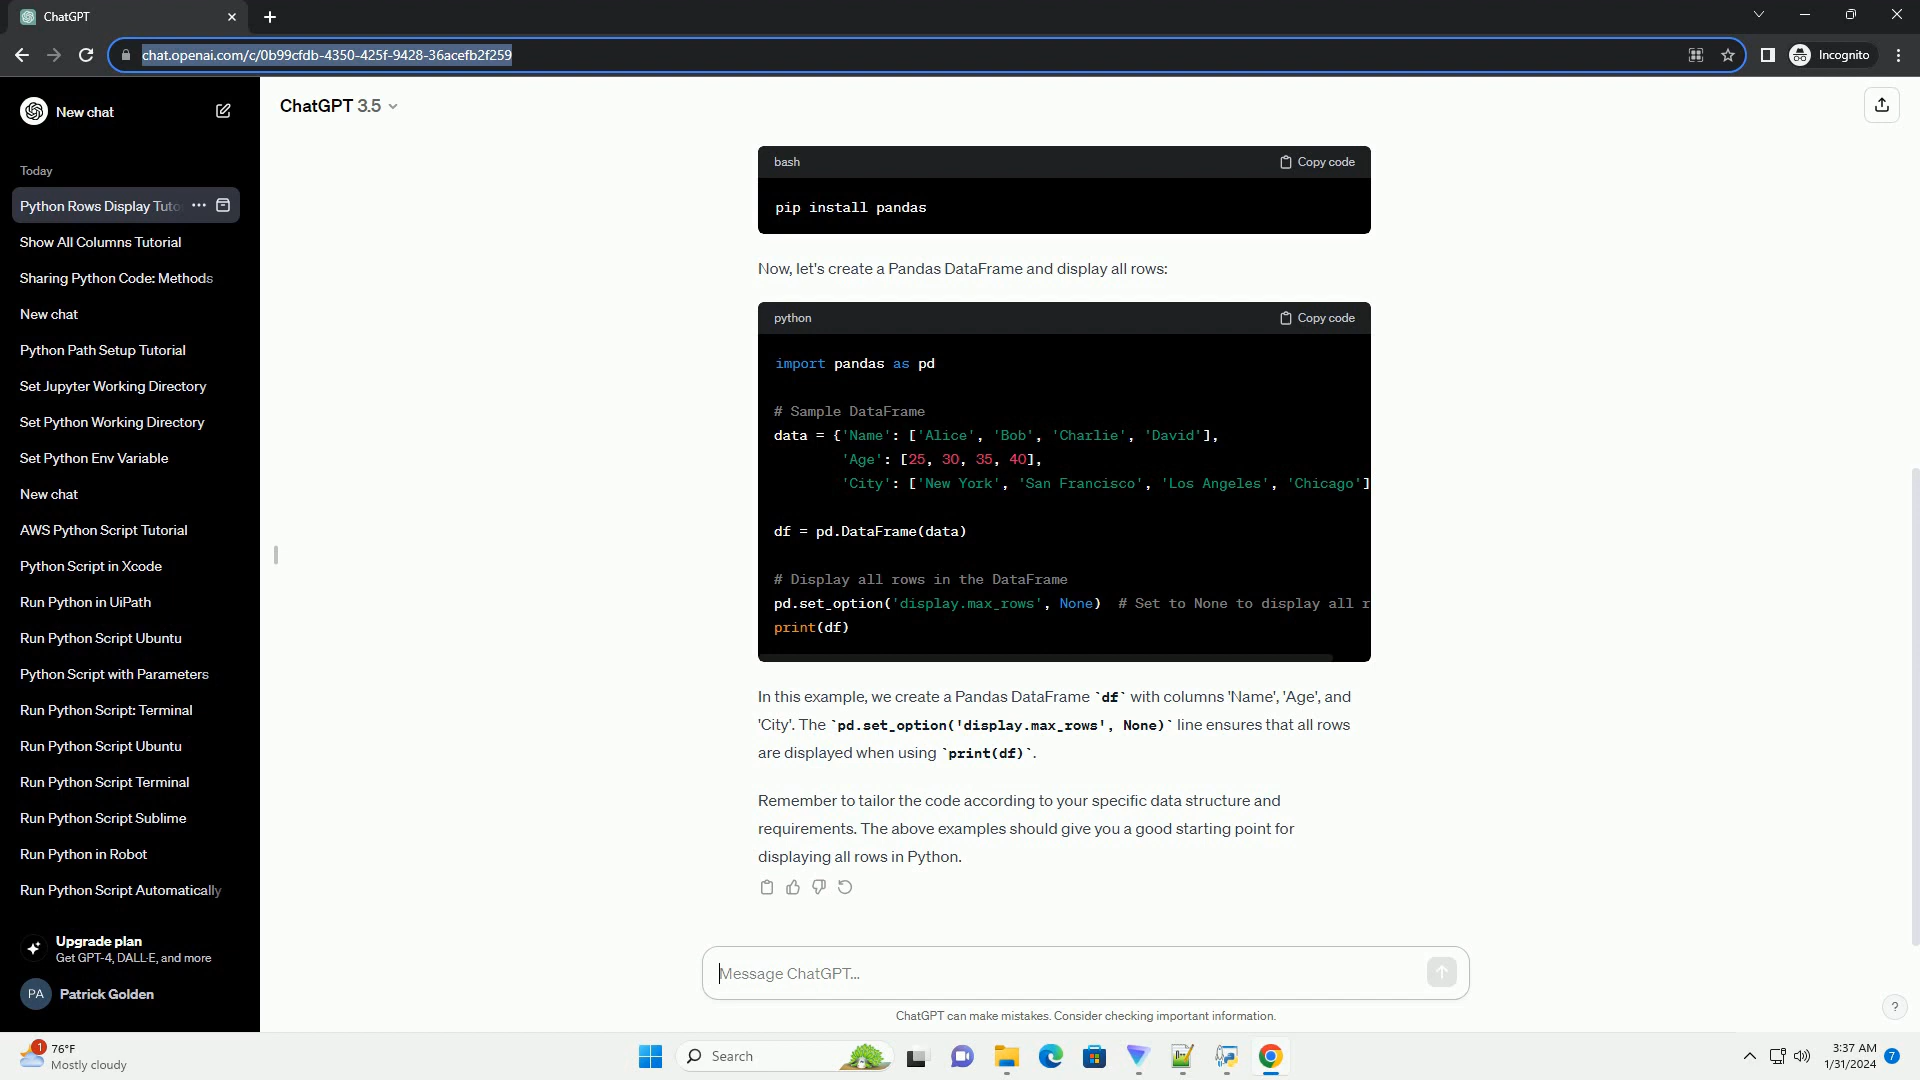 ChatGPT
chat.openai.com/c/0b99cfdb-4350-425f-9428-36acefb2f259
Incognito
New chat
ChatGPT 3.5
Today
Python Rows Display Tuto
Show All Columns Tutorial
Sharing Python Code: Methods
New chat
Python Path Setup Tutorial
Set Jupyter Working Directory
Set Python Working Directory
Set Python Env Variable
New chat
AWS Python Script Tutorial
Python Script in Xcode
Run Python in UiPath
Run Python Script Ubuntu
Python Script with Parameters
Run Python Script: Terminal
Run Python Script Ubuntu
Run Python Script Terminal
Run Python Script Sublime
Run Python in Robot
Run Python Script Automatically
Upgrade plan
Get GPT-4, DALL·E, and more
PA Patrick Golden
bash Copy code
pip install pandas
Now, let's create a Pandas DataFrame and display all rows:
python Copy code
import pandas as pd
# Sample DataFrame
data = {'Name': ['Alice', 'Bob', 'Charlie', 'David'],
'Age': [25, 30, 35, 40],
'City': ['New York', 'San Francisco', 'Los Angeles', 'Chicago']
df = pd.DataFrame(data)
# Display all rows in the DataFrame
pd.set_option('display.max_rows', None)  # Set to None to display all r
print(df)
In this example, we create a Pandas DataFrame `df` with columns 'Name', 'Age', and
'City'. The `pd.set_option('display.max_rows', None)` line ensures that all rows
are displayed when using `print(df)`.
Remember to tailor the code according to your specific data structure and
requirements. The above examples should give you a good starting point for
displaying all rows in Python.
Message ChatGPT...
ChatGPT can make mistakes. Consider checking important information.
?
1
76°F
Mostly cloudy
Search
3:37 AM
1/31/2024
7